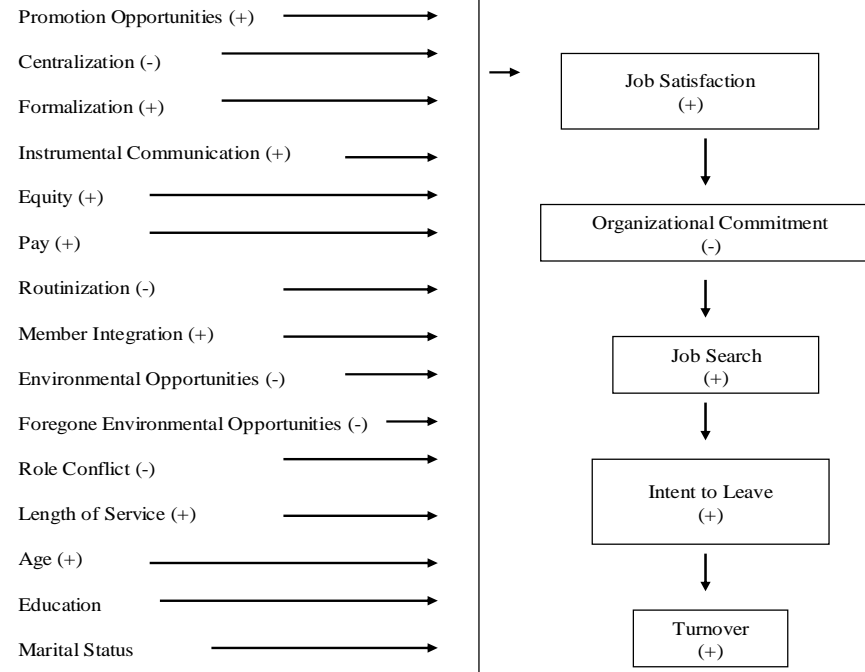 Promotion Opportunities (+)
Centralization (-)
Formalization (+)
Instrumental Communication (+)
Equity (+)
Pay (+)
Routinization (-)
Member Integration (+)
Environmental Opportunities (-)
Foregone Environmental Opportunities (-)
Role Conflict (-)
Length of Service (+)
Age (+)
Education
Marital Status
Job Satisfaction
(+)
Organizational Commitment
(-)
Job Search
(+)
Intent to Leave
(+)
Turnover
(+)